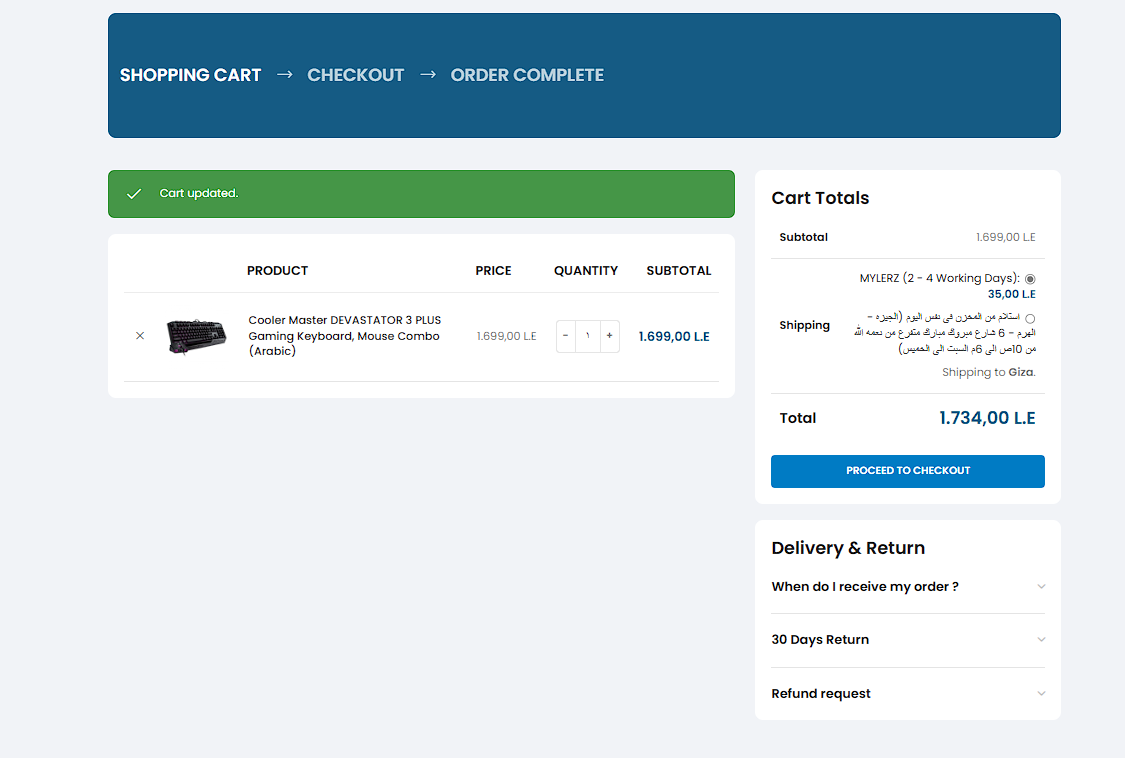 SHOPPING CART → CHECKOUT → ORDER COMPLETE
Cart updated.
PRODUCT PRICE QUANTITY SUBTOTAL
× Cooler Master DEVASTATOR 3 PLUS
Gaming Keyboard, Mouse Combo
(Arabic)
1.699,00 L.E - ١ + 1.699,00 L.E
Cart Totals
Subtotal 1.699,00 L.E
Shipping
MYLERZ (2 - 4 Working Days):
35,00 L.E
استلام من المخزن في نفس اليوم (الجيزه -
الهرم - 6 شارع مبروك مبارك متفرع من نعمه الله
من 10ص الى 6م السبت الى الخميس)
Shipping to Giza.
Total 1.734,00 L.E
PROCEED TO CHECKOUT
Delivery & Return
When do I receive my order ?
30 Days Return
Refund request